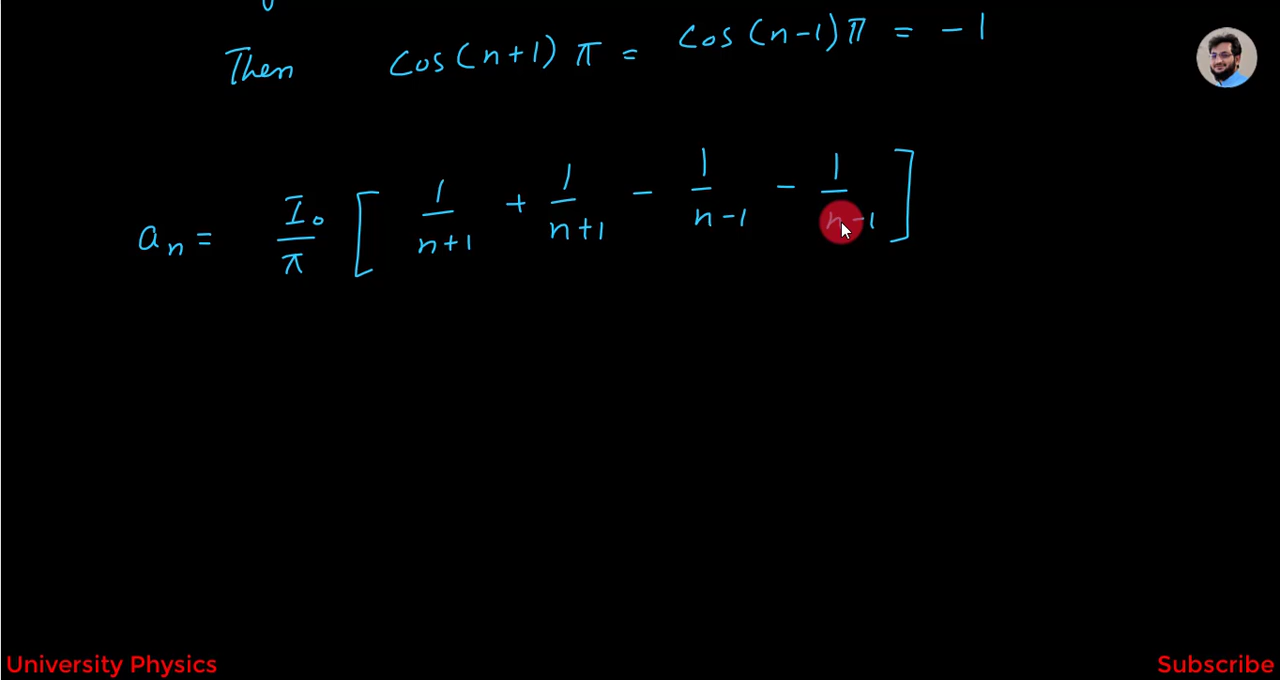 Then cos(n+1) π = cos(n-1) π = -1
aₙ = I₀/π [ 1/n+1 + 1/n+1 - 1/n-1 - 1/n-1 ]
University Physics
Subscribe